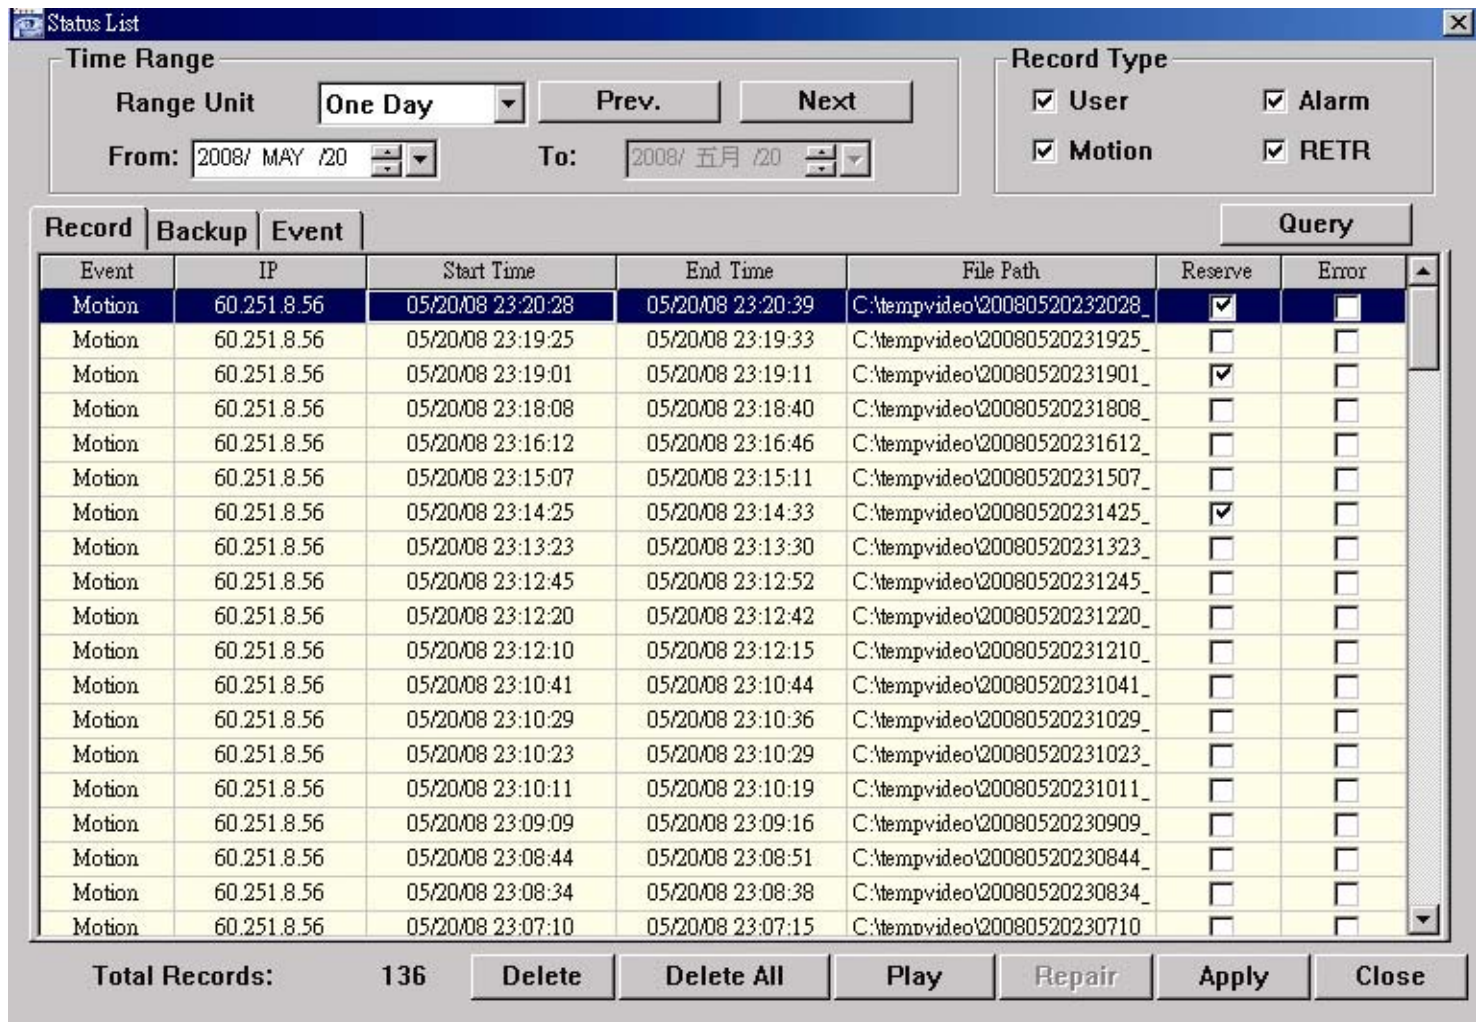 Status List
Time Range
Record Type
Range Unit One Day Prev. Next
User Alarm
From: 2008/ MAY /20 To: 2008/ 五月 /20
Motion RETR
Record Backup Event Query
Event IP Start Time End Time File Path Reserve Error
Motion 60.251.8.56 05/20/08 23:20:28 05/20/08 23:20:39 C:\tempvideo\20080520232028_
Motion 60.251.8.56 05/20/08 23:19:25 05/20/08 23:19:33 C:\tempvideo\20080520231925_
Motion 60.251.8.56 05/20/08 23:19:01 05/20/08 23:19:11 C:\tempvideo\20080520231901_
Motion 60.251.8.56 05/20/08 23:18:08 05/20/08 23:18:40 C:\tempvideo\20080520231808_
Motion 60.251.8.56 05/20/08 23:16:12 05/20/08 23:16:46 C:\tempvideo\20080520231612_
Motion 60.251.8.56 05/20/08 23:15:07 05/20/08 23:15:11 C:\tempvideo\20080520231507_
Motion 60.251.8.56 05/20/08 23:14:25 05/20/08 23:14:33 C:\tempvideo\20080520231425_
Motion 60.251.8.56 05/20/08 23:13:23 05/20/08 23:13:30 C:\tempvideo\20080520231323_
Motion 60.251.8.56 05/20/08 23:12:45 05/20/08 23:12:52 C:\tempvideo\20080520231245_
Motion 60.251.8.56 05/20/08 23:12:20 05/20/08 23:12:42 C:\tempvideo\20080520231220_
Motion 60.251.8.56 05/20/08 23:12:10 05/20/08 23:12:15 C:\tempvideo\20080520231210_
Motion 60.251.8.56 05/20/08 23:10:41 05/20/08 23:10:44 C:\tempvideo\20080520231041_
Motion 60.251.8.56 05/20/08 23:10:29 05/20/08 23:10:36 C:\tempvideo\20080520231029_
Motion 60.251.8.56 05/20/08 23:10:23 05/20/08 23:10:29 C:\tempvideo\20080520231023_
Motion 60.251.8.56 05/20/08 23:10:11 05/20/08 23:10:19 C:\tempvideo\20080520231011_
Motion 60.251.8.56 05/20/08 23:09:09 05/20/08 23:09:16 C:\tempvideo\20080520230909_
Motion 60.251.8.56 05/20/08 23:08:44 05/20/08 23:08:51 C:\tempvideo\20080520230844_
Motion 60.251.8.56 05/20/08 23:08:34 05/20/08 23:08:38 C:\tempvideo\20080520230834_
Motion 60.251.8.56 05/20/08 23:07:10 05/20/08 23:07:15 C:\tempvideo\20080520230710
Total Records: 136 Delete Delete All Play Repair Apply Close